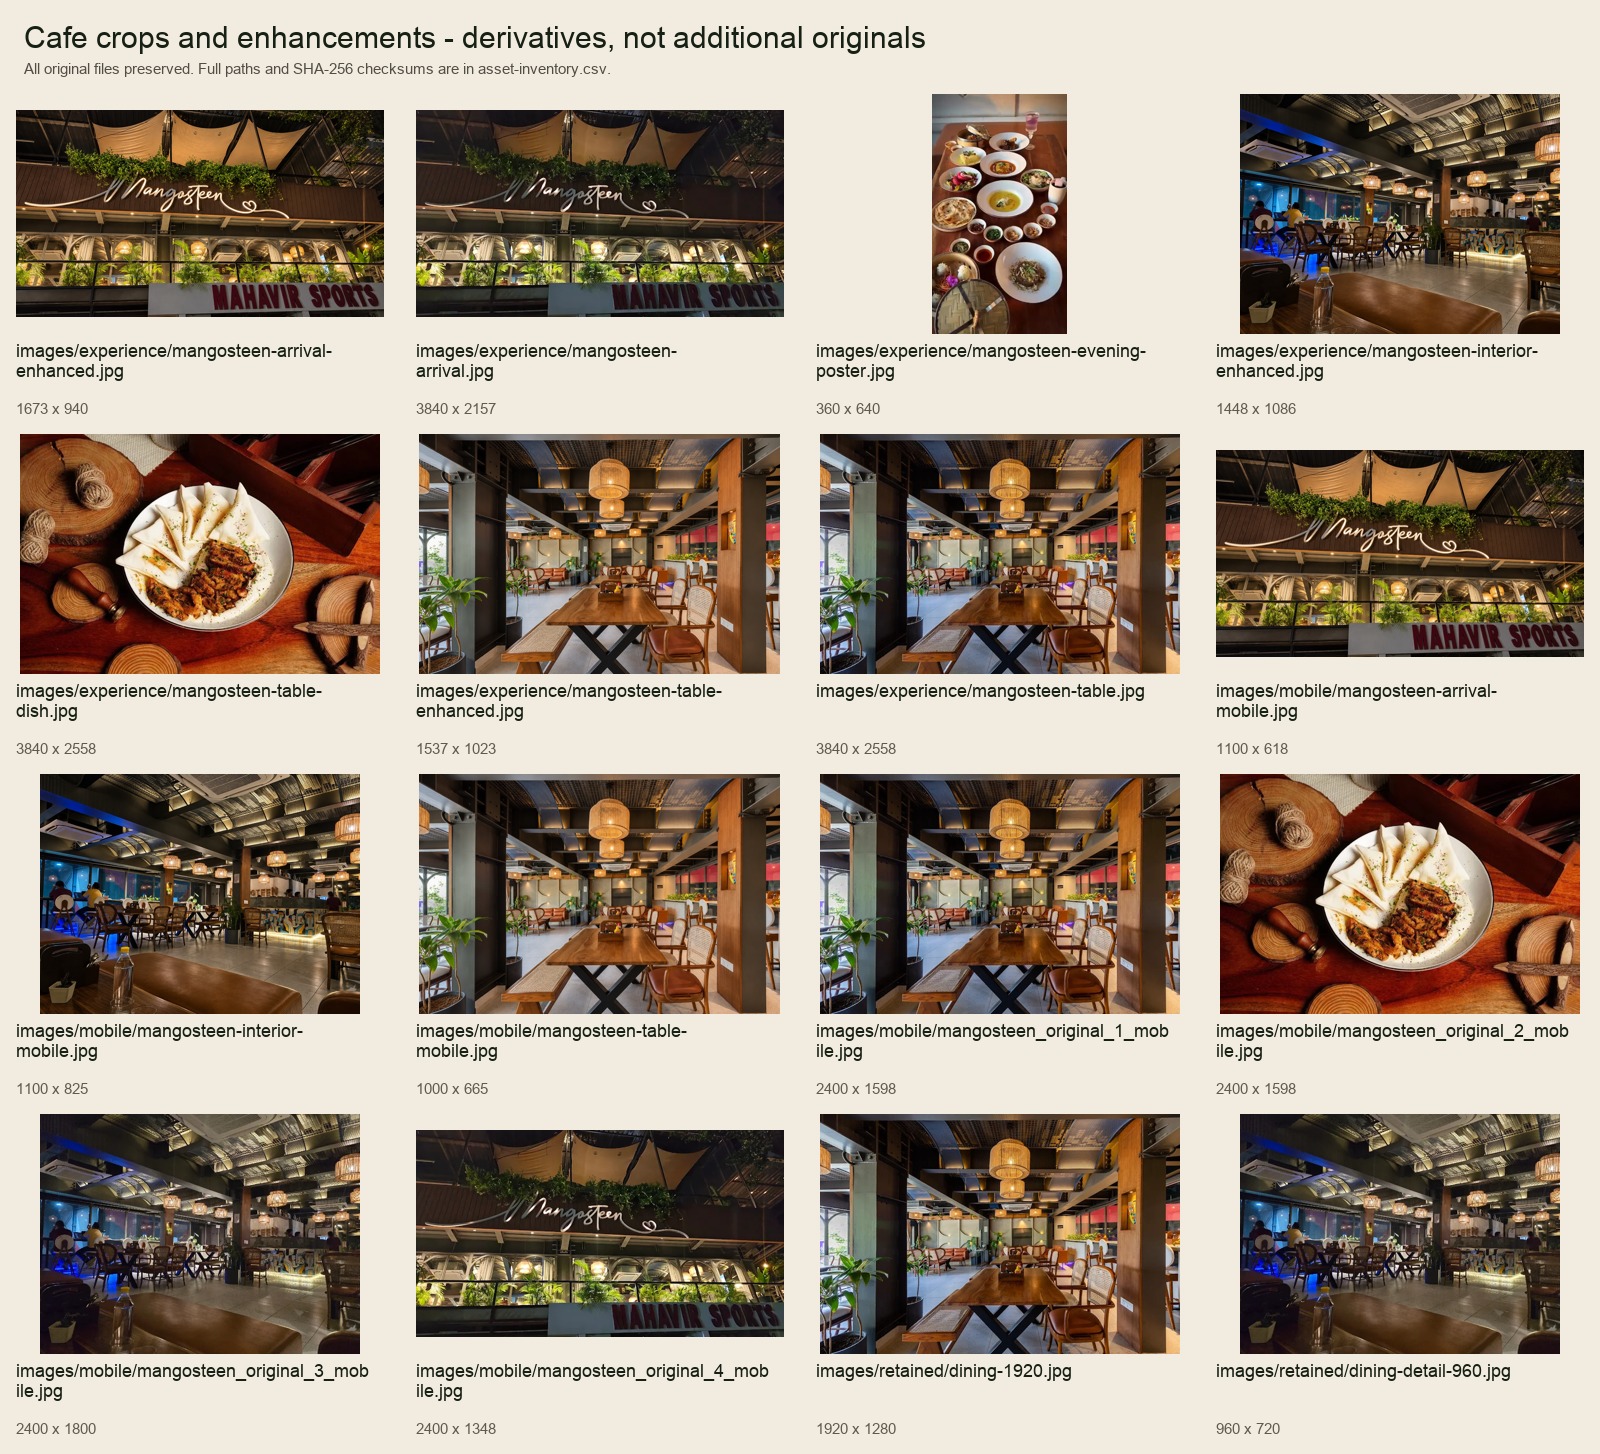 Cafe crops and enhancements - derivatives, not additional originals
All original files preserved. Full paths and SHA-256 checksums are in asset-inventory.csv.
Mangosteen
MAHAVIR SPORTS
Mangosteen
MAHAVIR SPORTS
images/experience/mangosteen-arrival-
enhanced.jpg
1673 x 940
images/experience/mangosteen-
arrival.jpg
3840 x 2157
images/experience/mangosteen-evening-
poster.jpg
360 x 640
images/experience/mangosteen-interior-
enhanced.jpg
1448 x 1086
Mangosteen
MAHAVIR SPORTS
images/experience/mangosteen-table-
dish.jpg
3840 x 2558
images/experience/mangosteen-table-
enhanced.jpg
1537 x 1023
images/experience/mangosteen-table.jpg
3840 x 2558
images/mobile/mangosteen-arrival-
mobile.jpg
1100 x 618
images/mobile/mangosteen-interior-
mobile.jpg
1100 x 825
images/mobile/mangosteen-table-
mobile.jpg
1000 x 665
images/mobile/mangosteen_original_1_mob
ile.jpg
2400 x 1598
images/mobile/mangosteen_original_2_mob
ile.jpg
2400 x 1598
Mangosteen
MAHAVIR SPORTS
images/mobile/mangosteen_original_3_mob
ile.jpg
2400 x 1800
images/mobile/mangosteen_original_4_mob
ile.jpg
2400 x 1348
images/retained/dining-1920.jpg
1920 x 1280
images/retained/dining-detail-960.jpg
960 x 720